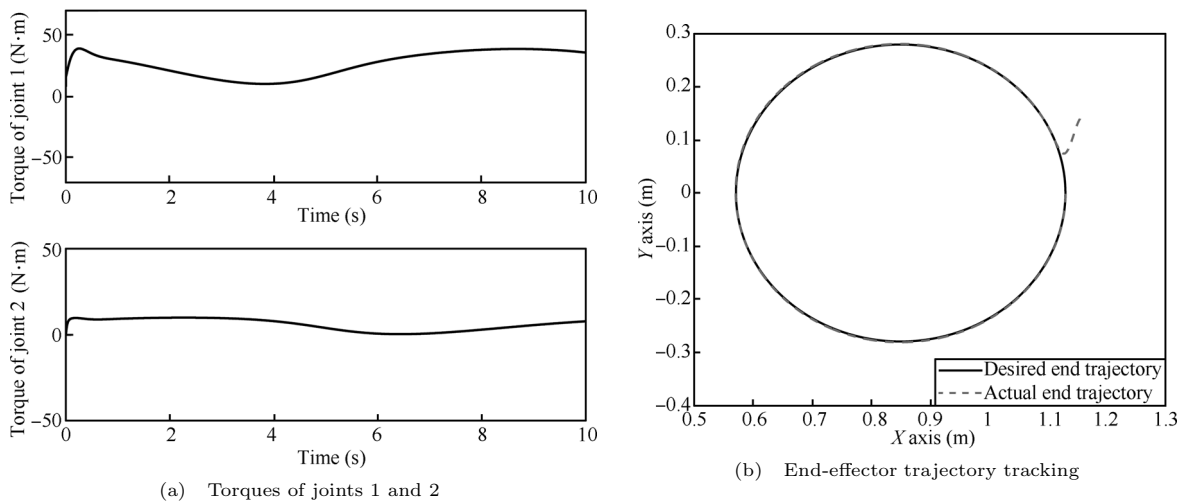 Torque of joint 1 (N·m)
50
0
−50
0 2 4 6 8 10
Time (s)
Torque of joint 2 (N·m)
50
0
−50
0 2 4 6 8 10
Time (s)
(a) Torques of joints 1 and 2
Y axis (m)
0.3
0.2
0.1
0
−0.1
−0.2
−0.3
−0.4
0.5 0.6 0.7 0.8 0.9 1 1.1 1.2 1.3
X axis (m)
Desired end trajectory
Actual end trajectory
(b) End-effector trajectory tracking